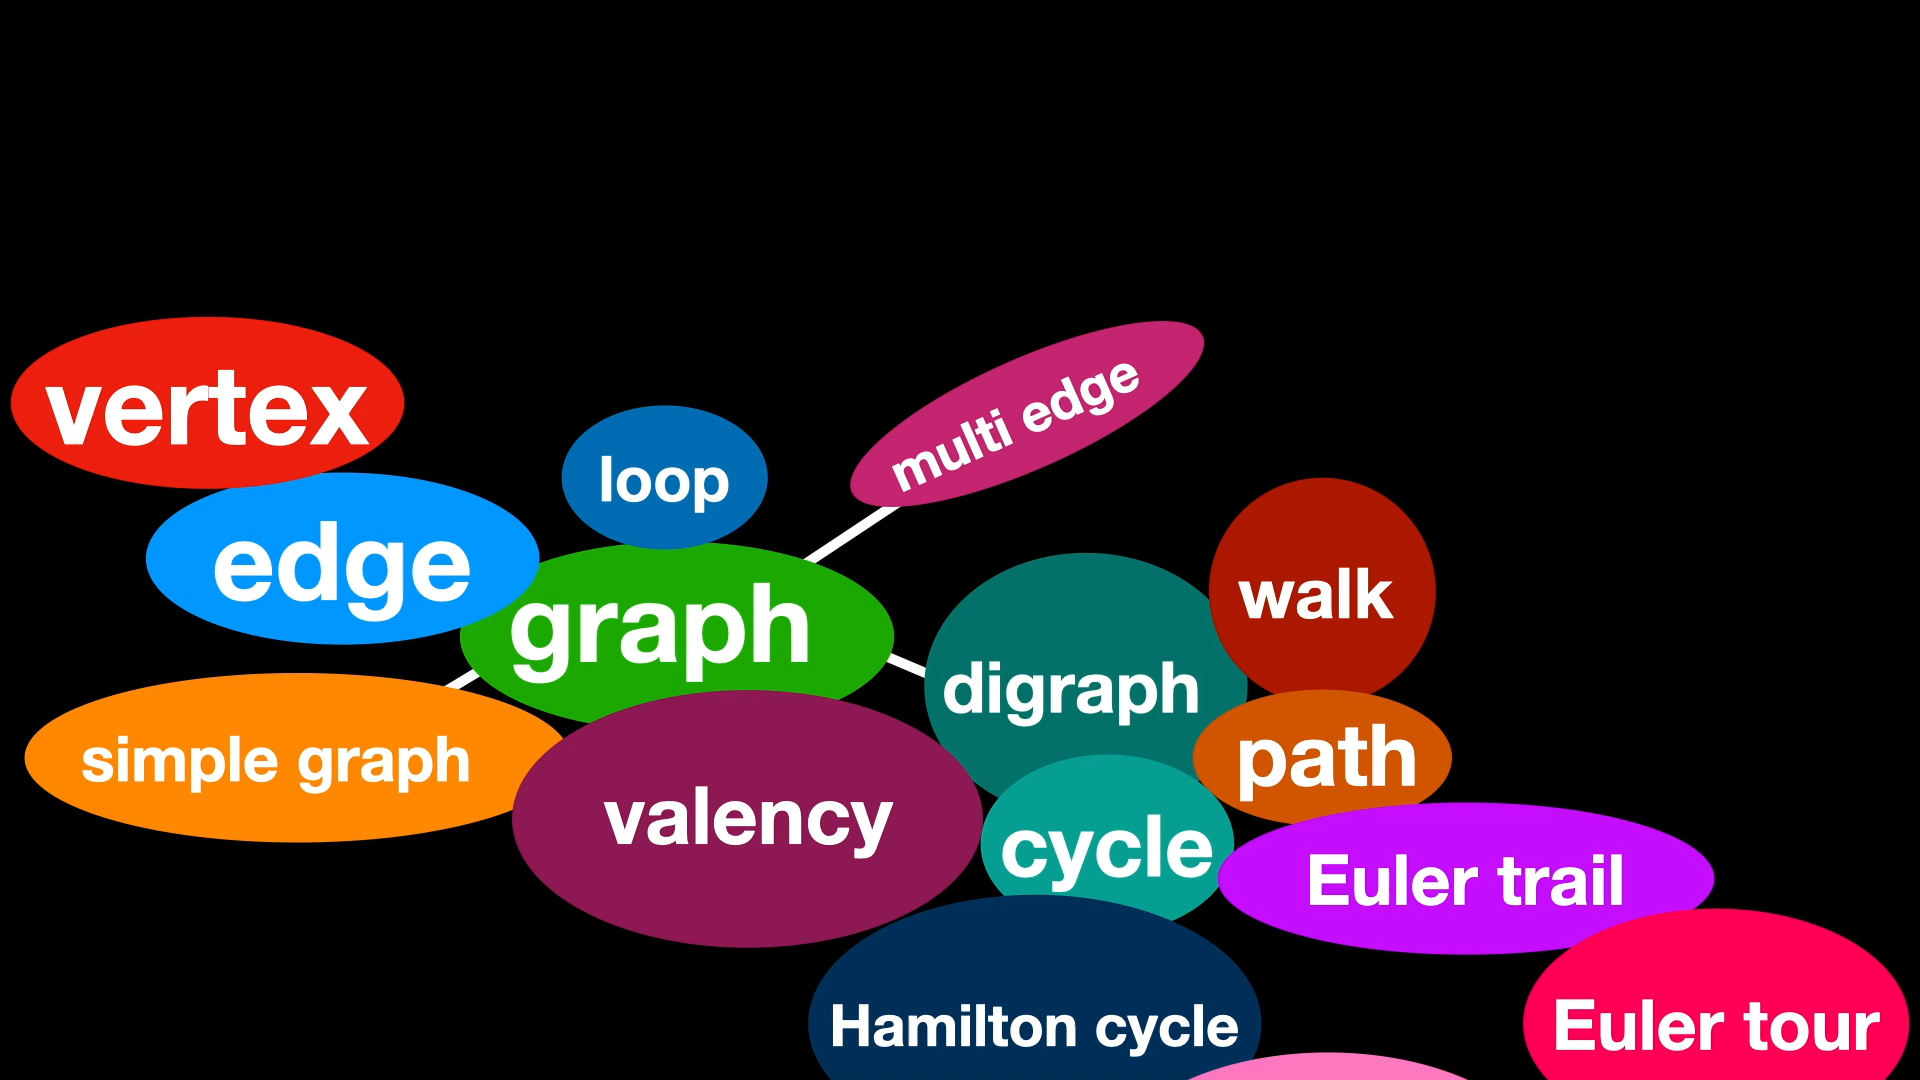 vertex
multi edge
loop
edge
walk
graph
digraph
simple graph
path
valency
cycle
Euler trail
Hamilton cycle
Euler tour